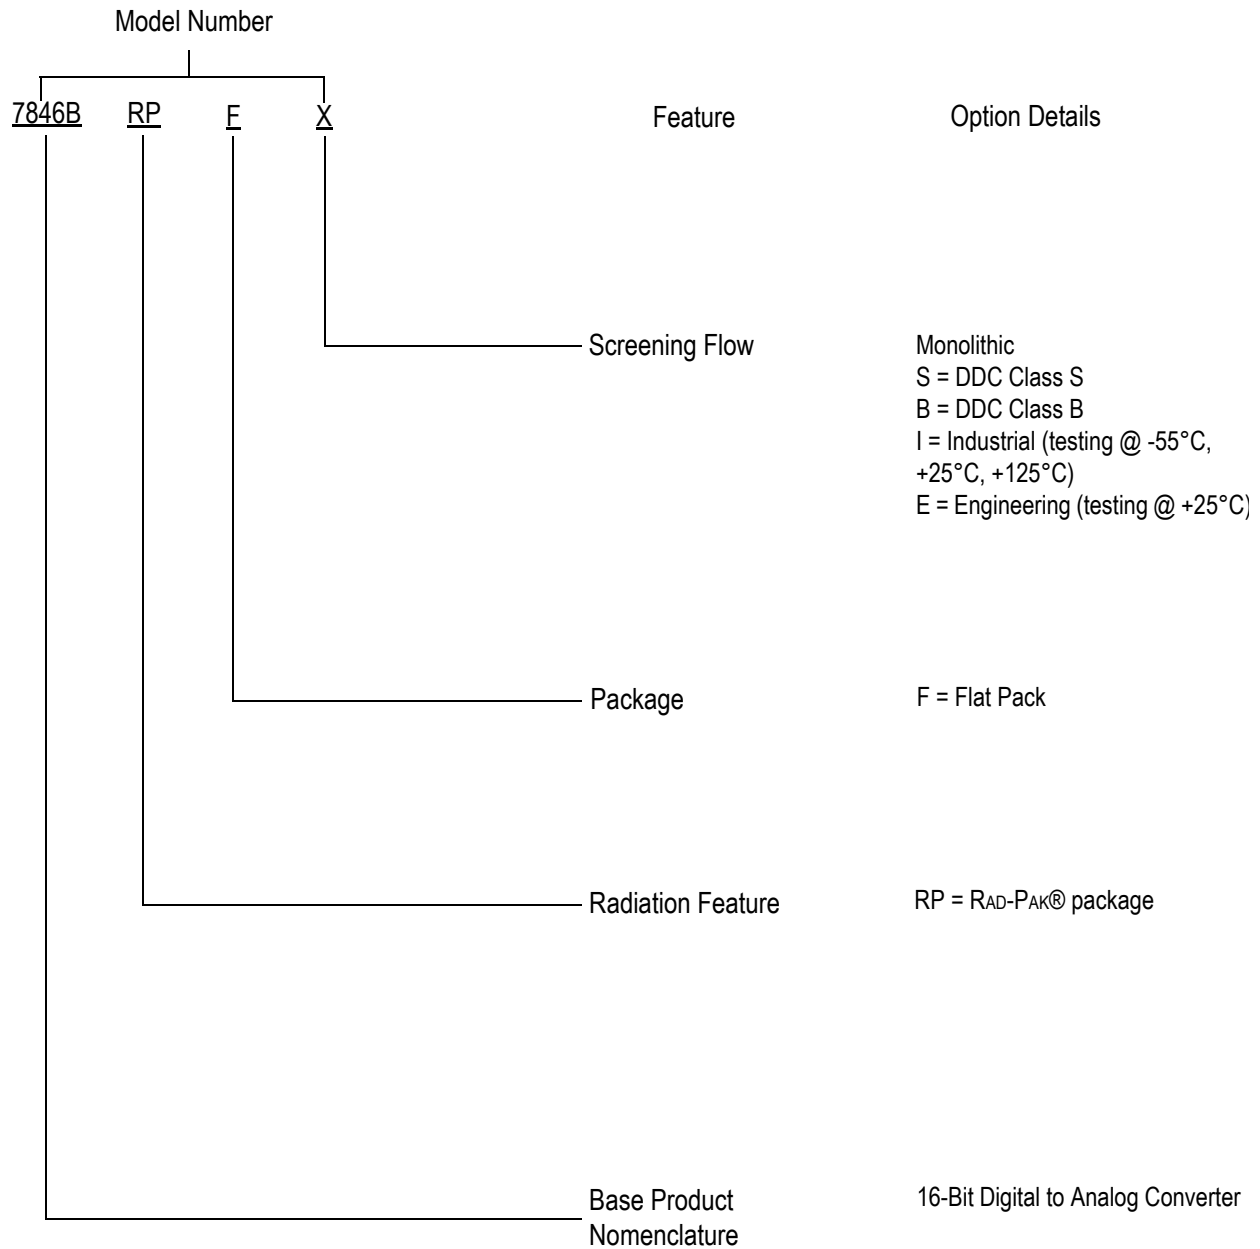 Model Number
7846B RP F X Feature Option Details
Screening Flow Monolithic
S = DDC Class S
B = DDC Class B
I = Industrial (testing @ -55°C,
+25°C, +125°C)
E = Engineering (testing @ +25°C)
Package F = Flat Pack
Radiation Feature RP = RAD-PAK® package
Base Product 16-Bit Digital to Analog Converter
Nomenclature